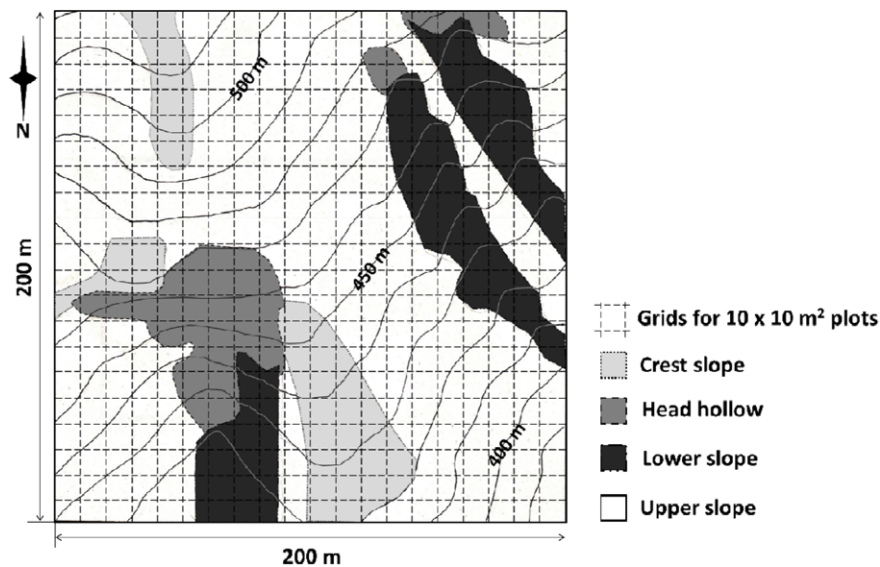 500 m
N
200 m
450 m
400 m
200 m
Grids for 10 x 10 m² plots
Crest slope
Head hollow
Lower slope
Upper slope